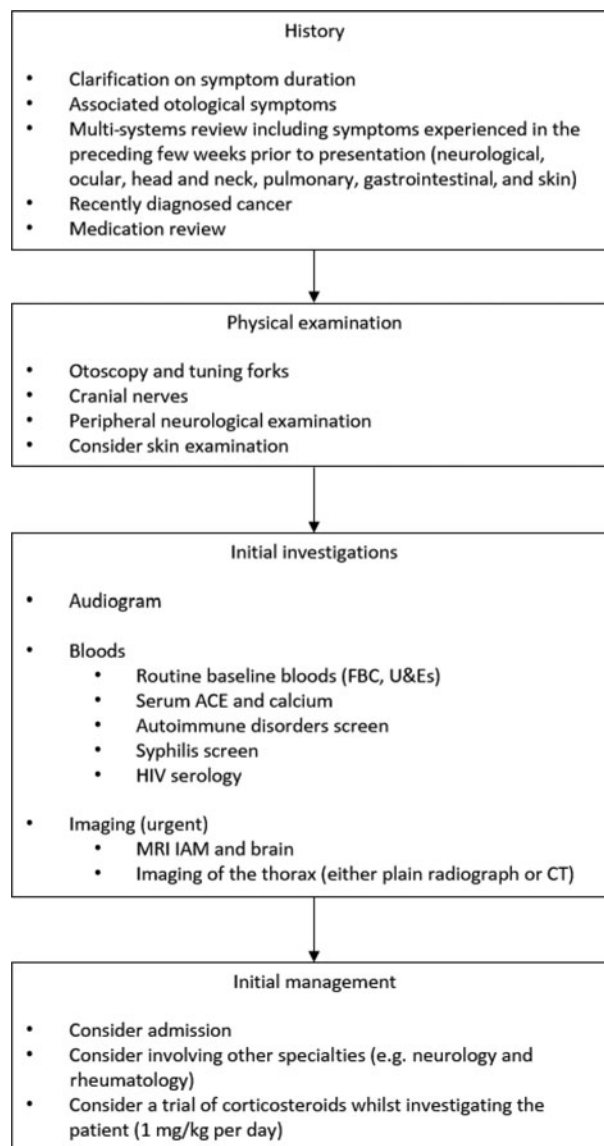 History
• Clarification on symptom duration
• Associated otological symptoms
• Multi-systems review including symptoms experienced in the
preceding few weeks prior to presentation (neurological,
ocular, head and neck, pulmonary, gastrointestinal, and skin)
• Recently diagnosed cancer
• Medication review
Physical examination
• Otoscopy and tuning forks
• Cranial nerves
• Peripheral neurological examination
• Consider skin examination
Initial investigations
• Audiogram
• Bloods
• Routine baseline bloods (FBC, U&Es)
• Serum ACE and calcium
• Autoimmune disorders screen
• Syphilis screen
• HIV serology
• Imaging (urgent)
• MRI IAM and brain
• Imaging of the thorax (either plain radiograph or CT)
Initial management
• Consider admission
• Consider involving other specialties (e.g. neurology and
rheumatology)
• Consider a trial of corticosteroids whilst investigating the
patient (1 mg/kg per day)